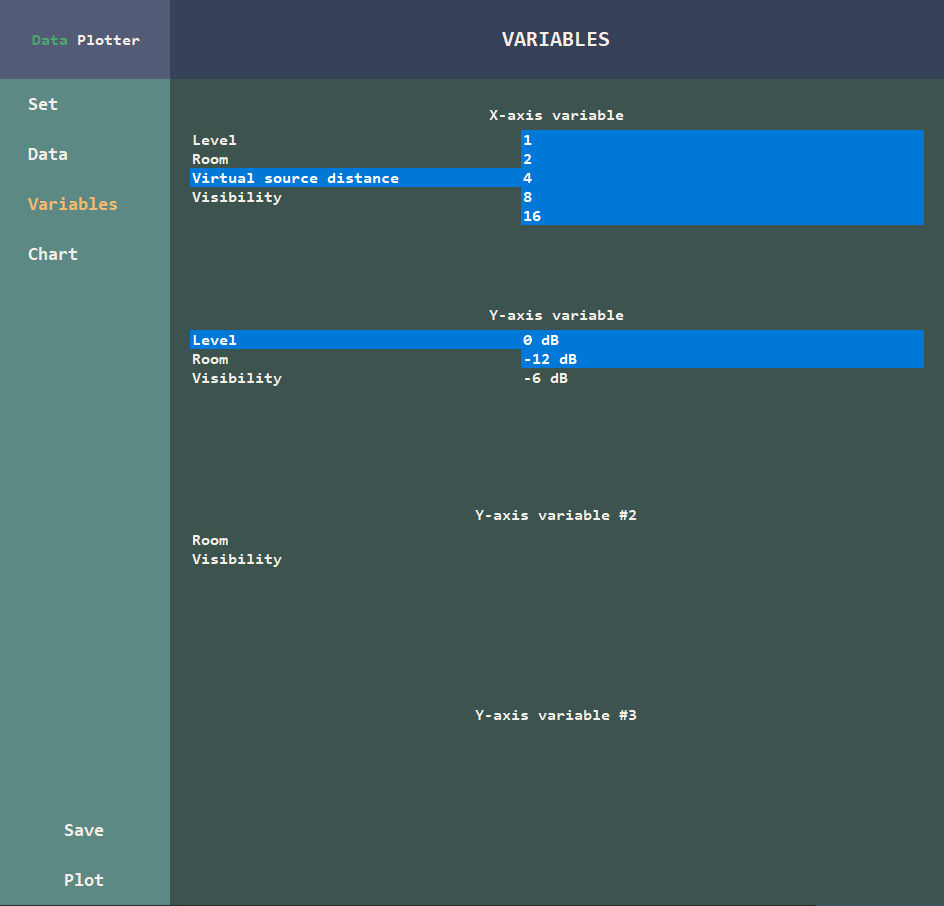 Data Plotter
VARIABLES
Set
Data
Variables
Chart
X-axis variable
Level
Room
Virtual source distance
Visibility
1
2
4
8
16
Y-axis variable
Level
Room
Visibility
0 dB
-12 dB
-6 dB
Y-axis variable #2
Room
Visibility
Y-axis variable #3
Save
Plot